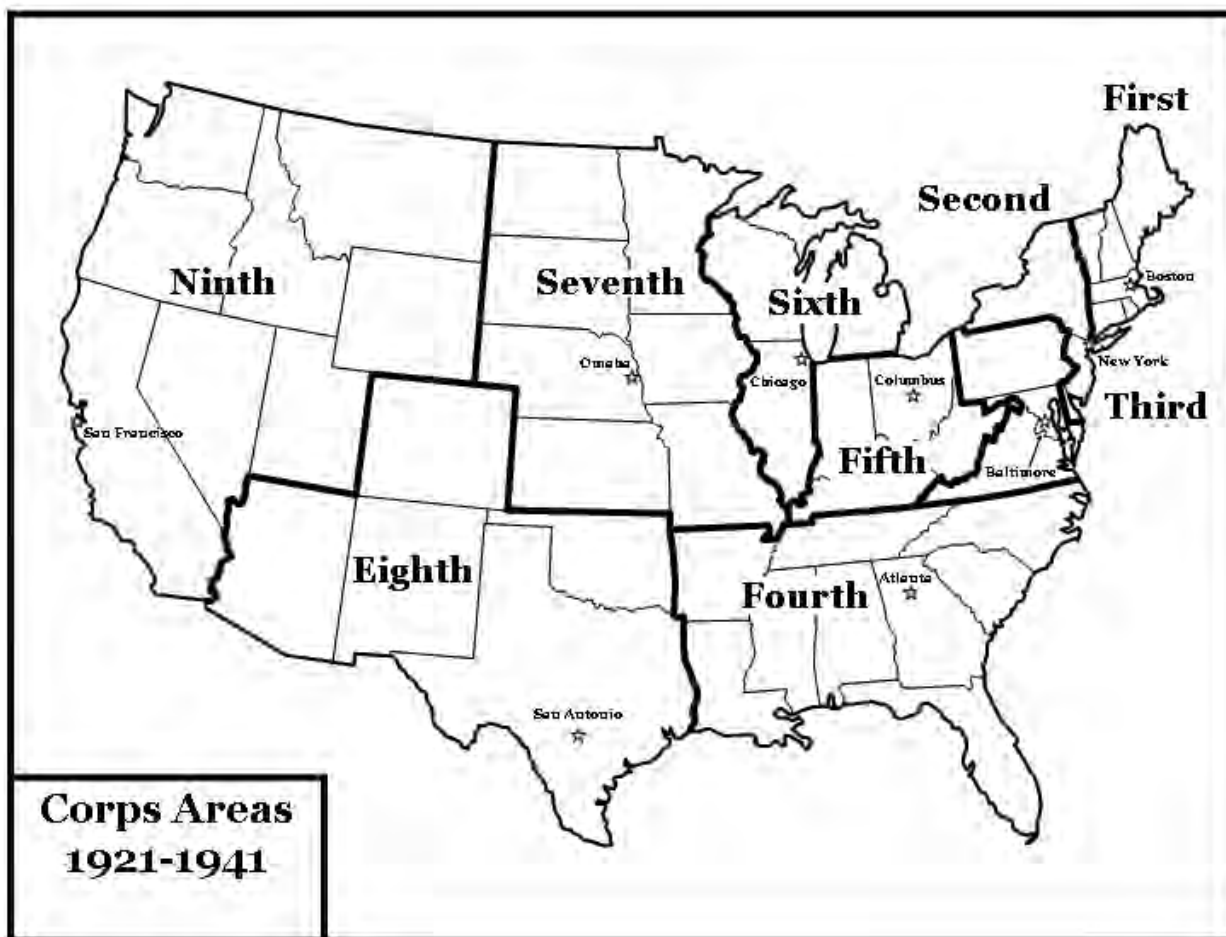 First
Second
Ninth
Seventh
Sixth
Boston
Omaha
Chicago
Columbus
New York
San Francisco
Third
Fifth
Baltimore
Eighth
Fourth
Atlanta
San Antonio
Corps Areas
1921-1941